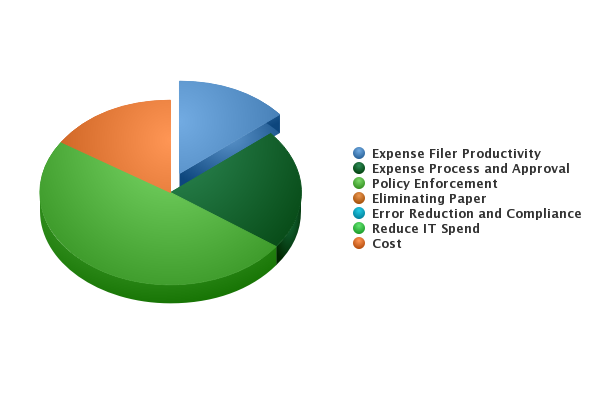 Expense Filer Productivity
Expense Process and Approval
Policy Enforcement
Eliminating Paper
Error Reduction and Compliance
Reduce IT Spend
Cost